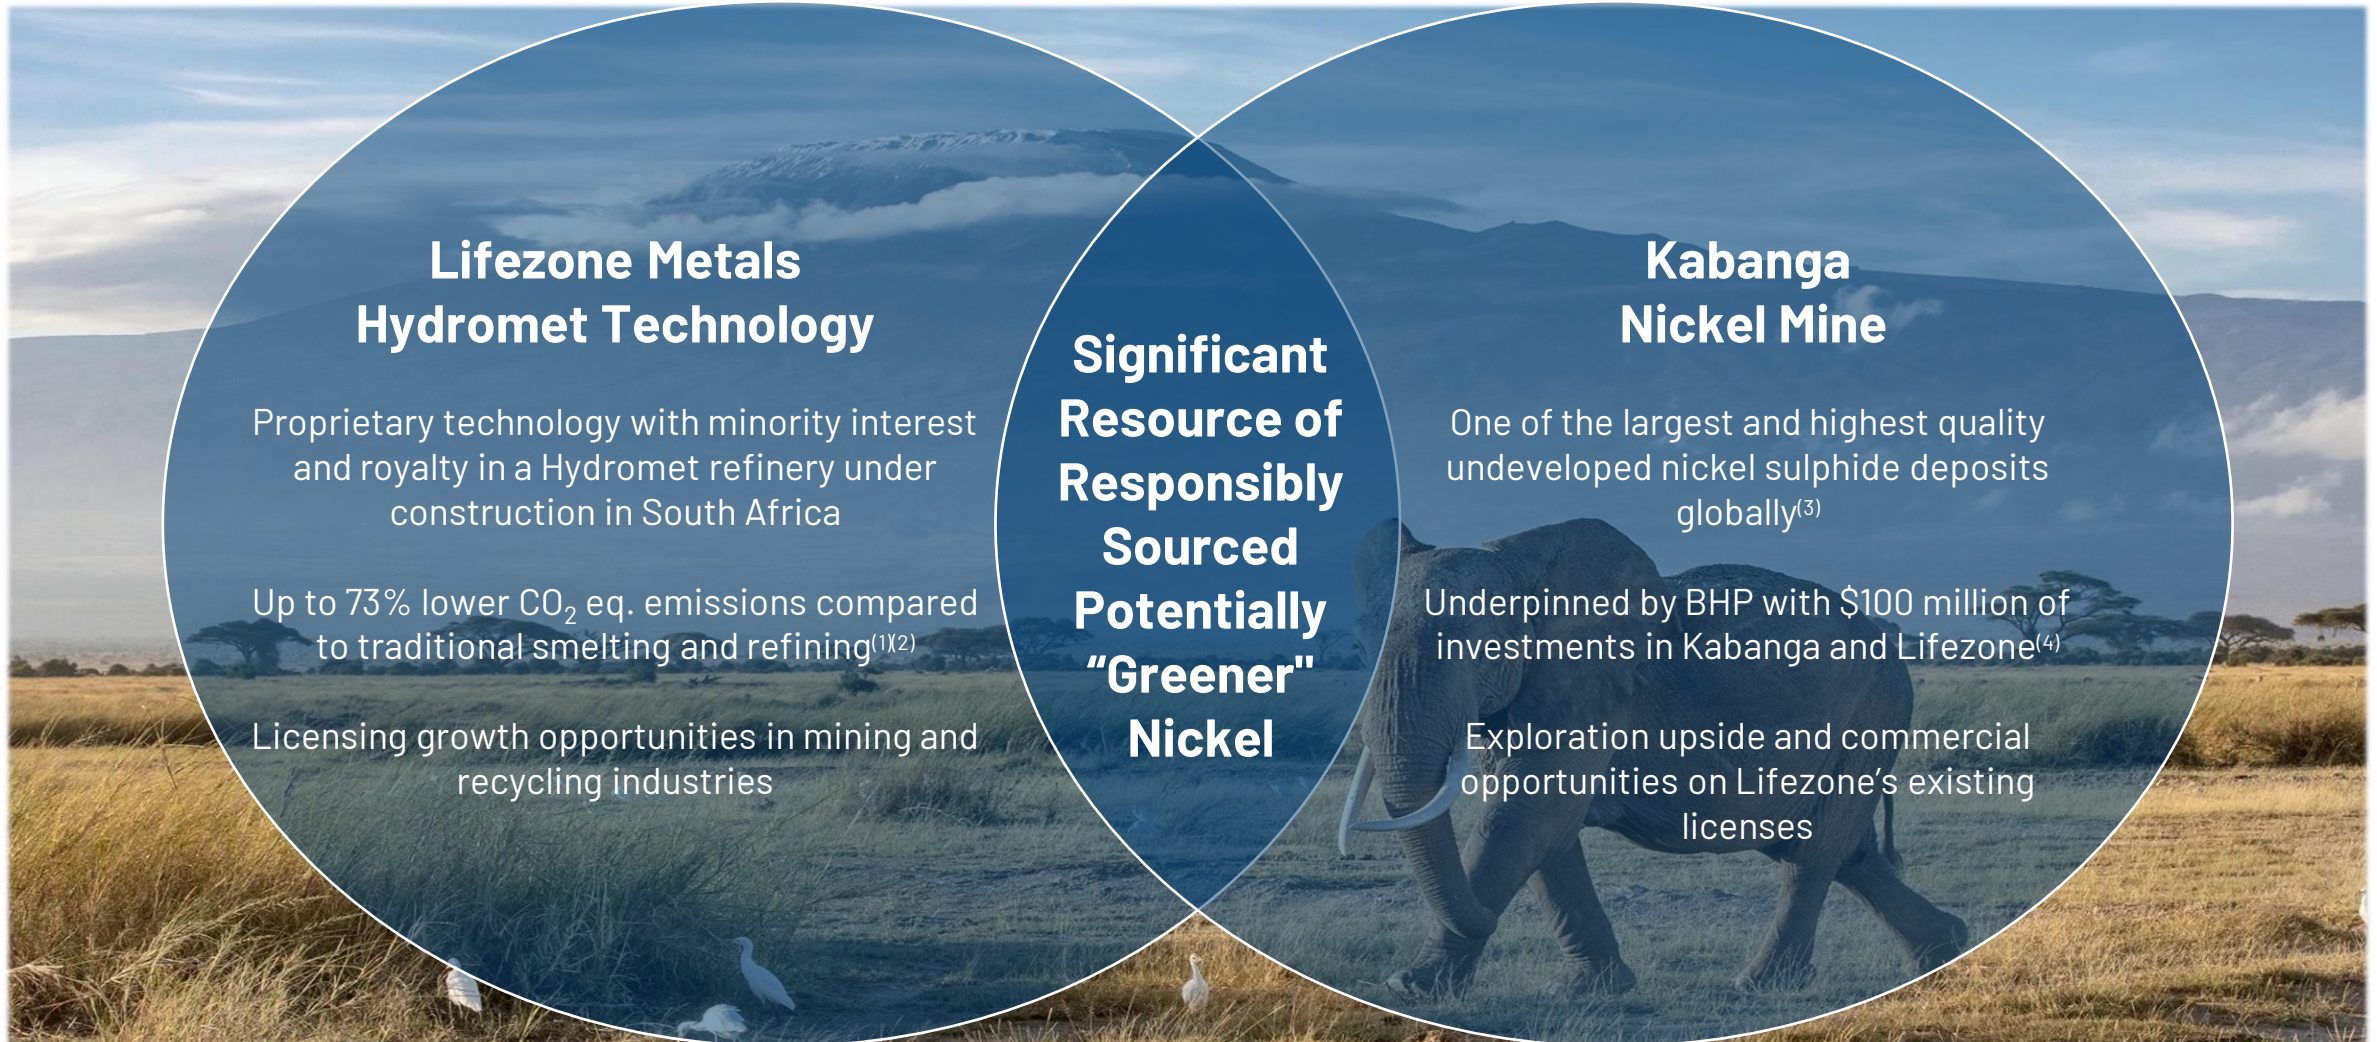 Lifezone Metals
Hydromet Technology
Proprietary technology with minority interest
and royalty in a Hydromet refinery under
construction in South Africa
Up to 73% lower CO₂ eq. emissions compared
to traditional smelting and refining⁽¹⁾⁽²⁾
Licensing growth opportunities in mining and
recycling industries
Significant
Resource of
Responsibly
Sourced
Potentially
“Greener"
Nickel
Kabanga
Nickel Mine
One of the largest and highest quality
undeveloped nickel sulphide deposits
globally⁽³⁾
Underpinned by BHP with $100 million of
investments in Kabanga and Lifezone⁽⁴⁾
Exploration upside and commercial
opportunities on Lifezone’s existing
licenses